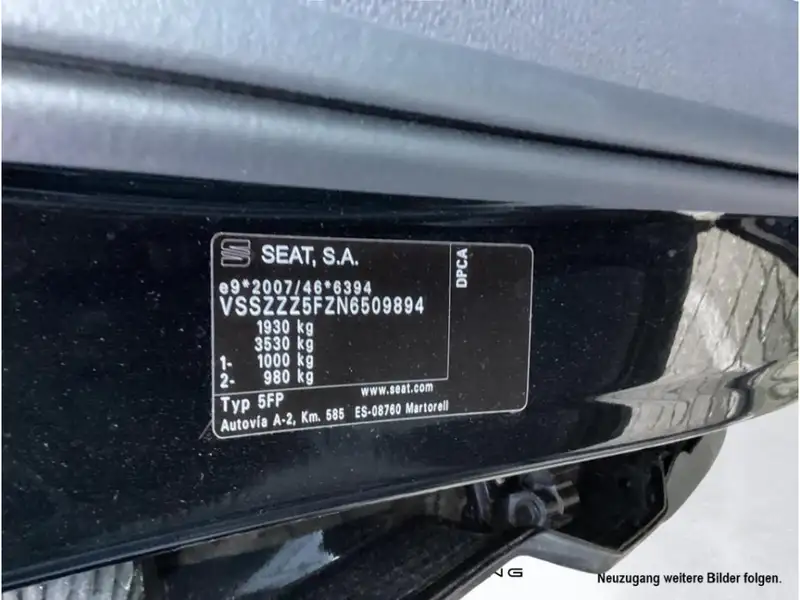 SEAT, S.A.
DPCA
e9*2007/46*6394
VSSZZZ5FZN6509894
1930 kg
3530 kg
1- 1000 kg
2- 980 kg
www.seat.com
Typ 5FP
Autovía A-2, Km. 585 ES-08760 Martorell
Neuzugang weitere Bilder folgen.